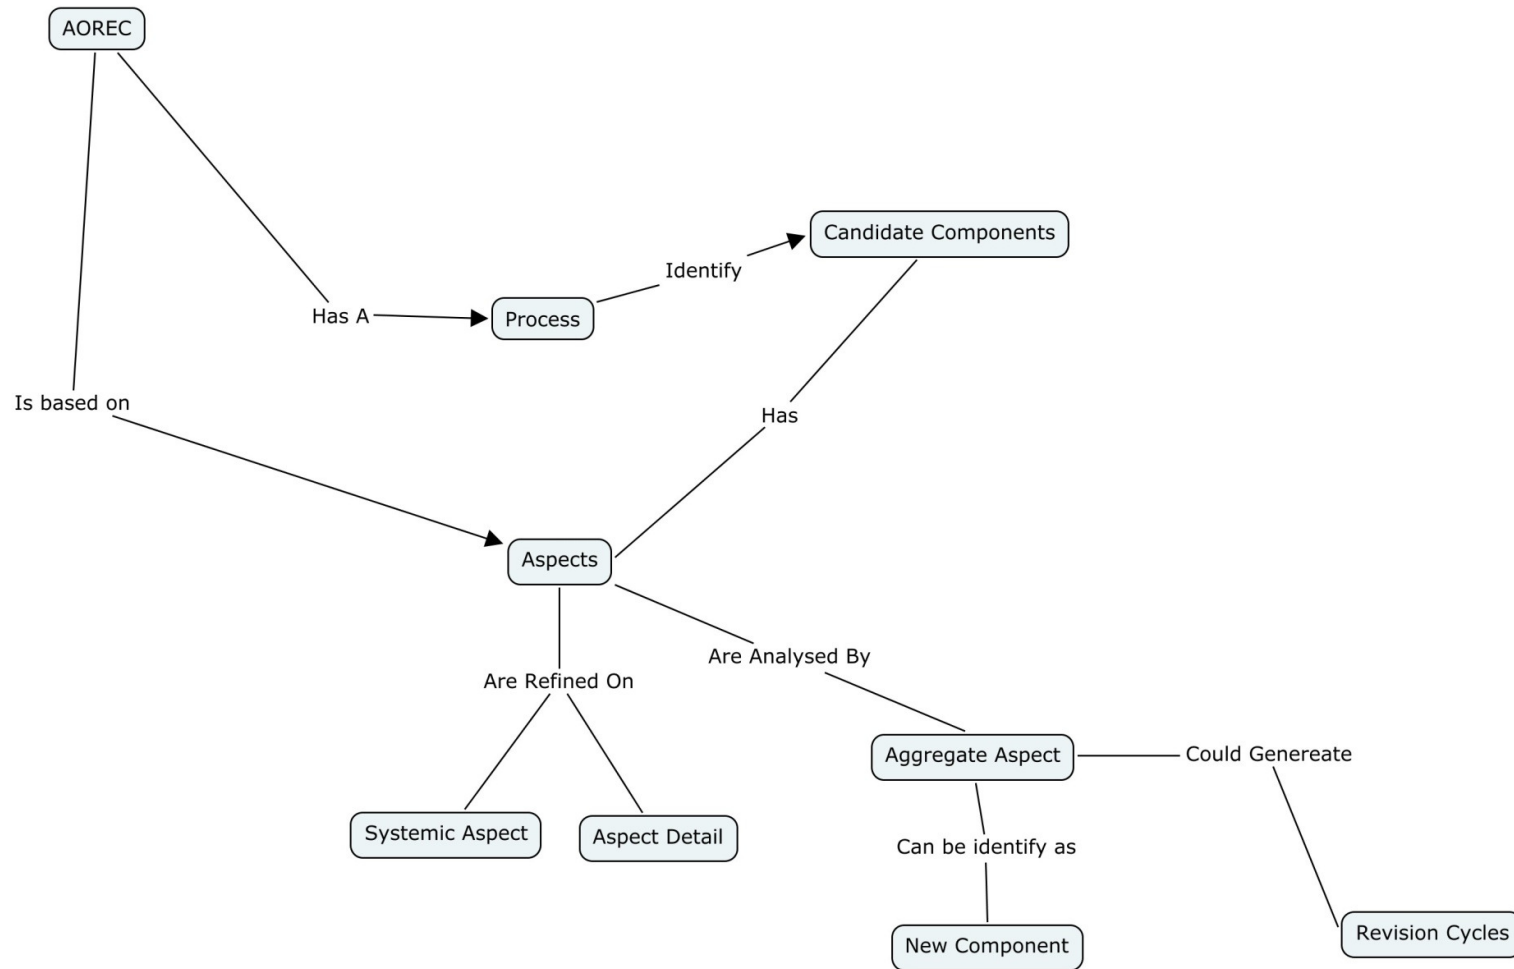 AOREC
Candidate Components
Identify
Has A
Process
Is based on
Has
Aspects
Are Analysed By
Are Refined On
Aggregate Aspect
Could Genereate
Systemic Aspect
Aspect Detail
Can be identify as
New Component
Revision Cycles